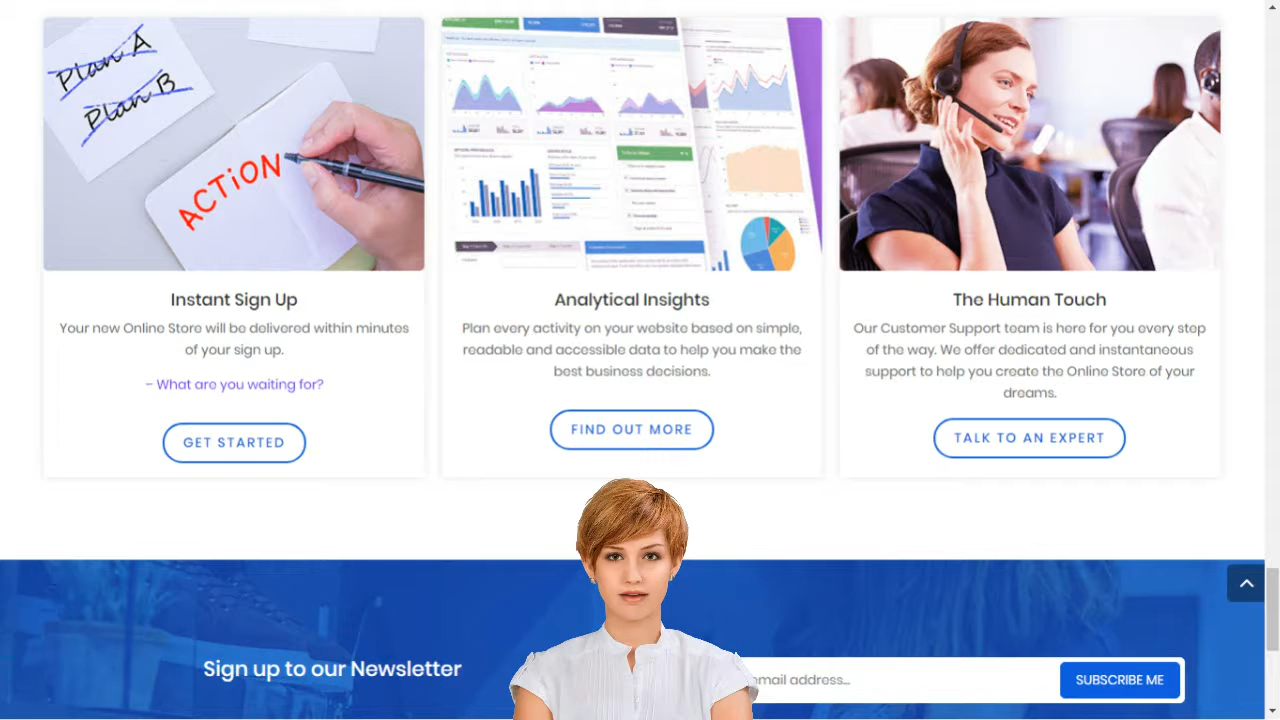 Plan A
Plan B
ACTION
Instant Sign Up
Your new Online Store will be delivered within minutes
of your sign up.
– What are you waiting for?
GET STARTED
Analytical Insights
Plan every activity on your website based on simple,
readable and accessible data to help you make the
best business decisions.
FIND OUT MORE
The Human Touch
Our Customer Support team is here for you every step
of the way. We offer dedicated and instantaneous
support to help you create the Online Store of your
dreams.
TALK TO AN EXPERT
Sign up to our Newsletter
address...
SUBSCRIBE ME